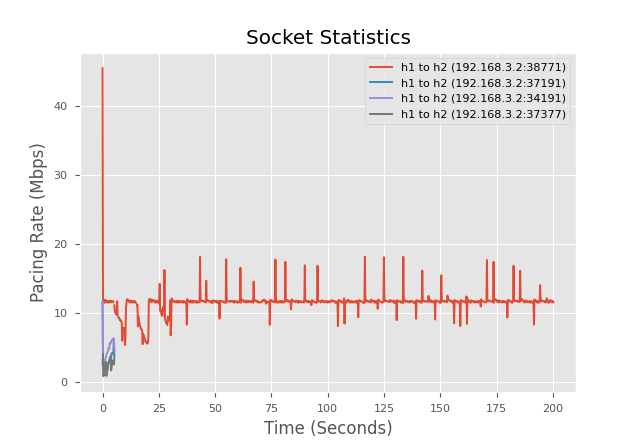 Socket Statistics
h1 to h2 (192.168.3.2:38771)
h1 to h2 (192.168.3.2:37191)
h1 to h2 (192.168.3.2:34191)
h1 to h2 (192.168.3.2:37377)
Pacing Rate (Mbps)
40
30
20
10
0
0 25 50 75 100 125 150 175 200
Time (Seconds)